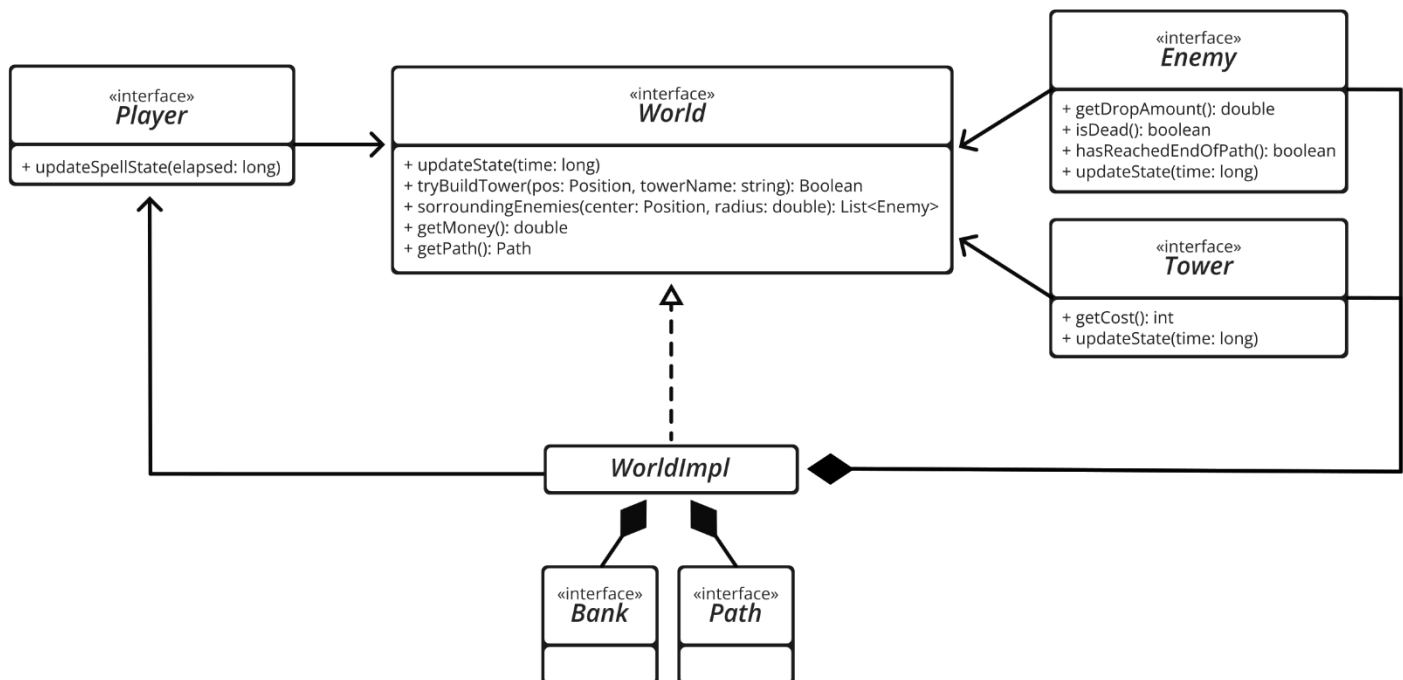 «interface»
Player
+ updateSpellState(elapsed: long)
«interface»
World
+ updateState(time: long)
+ tryBuildTower(pos: Position, towerName: string): Boolean
+ sorroundingEnemies(center: Position, radius: double): List<Enemy>
+ getMoney(): double
+ getPath(): Path
«interface»
Enemy
+ getDropAmount(): double
+ isDead(): boolean
+ hasReachedEndOfPath(): boolean
+ updateState(time: long)
«interface»
Tower
+ getCost(): int
+ updateState(time: long)
WorldImpl
«interface»
Bank
«interface»
Path